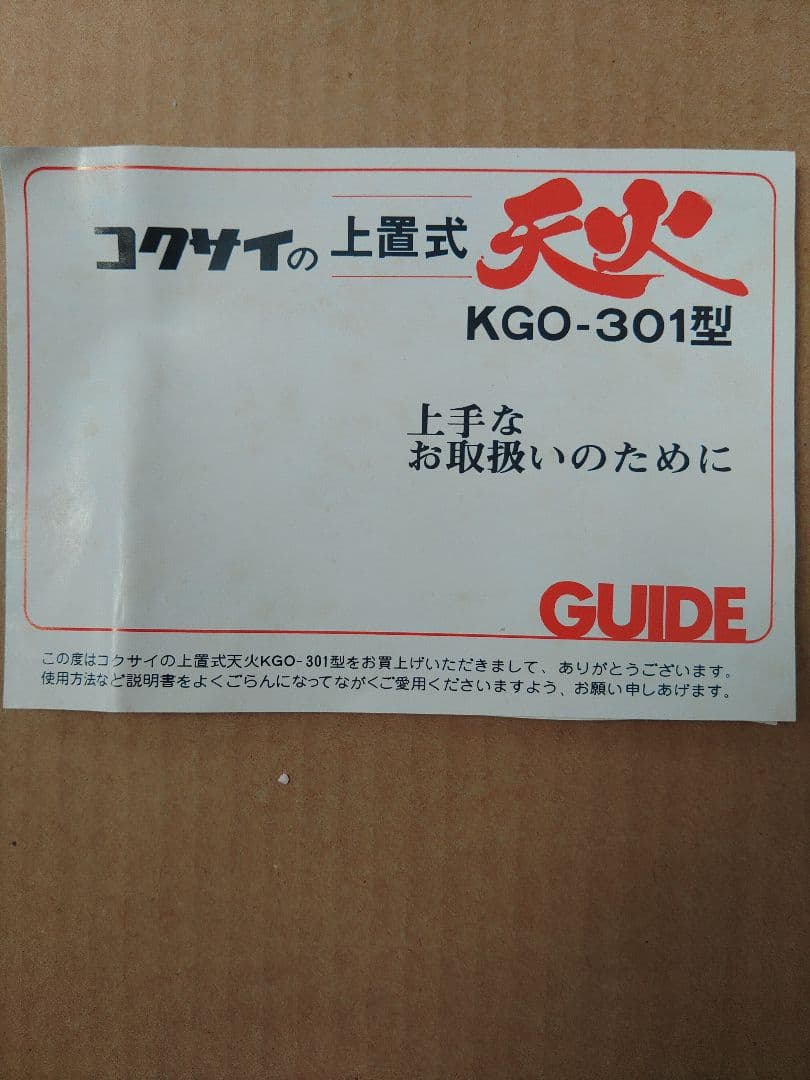 コクサイの上置式天火
KGO-301型
上手な
お取扱いのために
GUIDE
この度はコクサイの上置式天火KGO-301型をお買上げいただきまして、ありがとうございます。
使用方法など説明書をよくごらんになってながくご愛用くださいますよう、お願い申しあげます。